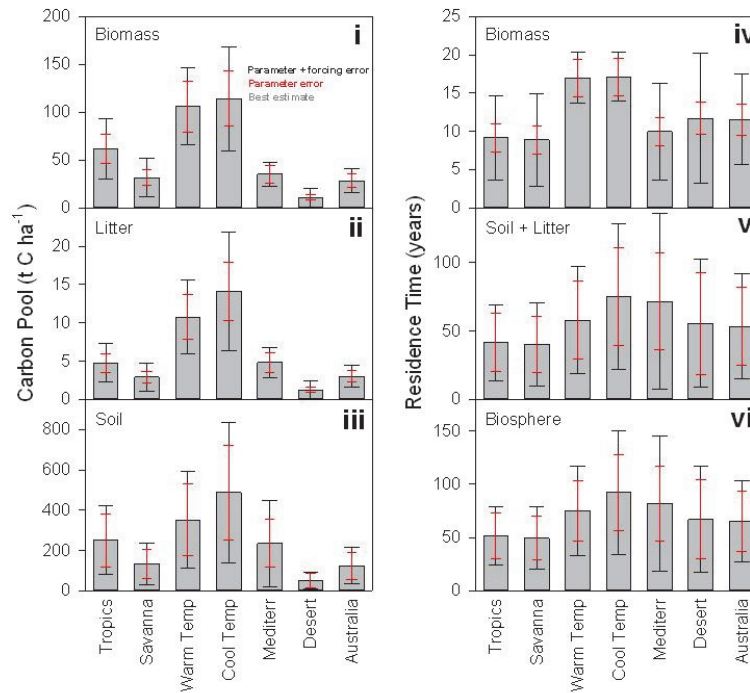 Biomass
i
Parameter + forcing error
Parameter error
Best estimate
200
150
100
50
0
Litter
ii
20
15
10
5
0
Soil
iii
800
600
400
200
0
Carbon Pool (t C ha⁻¹)
Tropics
Savanna
Warm Temp
Cool Temp
Mediterr
Desert
Australia
Biomass
iv
25
20
15
10
5
0
Soil + Litter
v
100
50
0
Biosphere
vi
150
100
50
0
Residence Time (years)
Tropics
Savanna
Warm Temp
Cool Temp
Mediterr
Desert
Australia